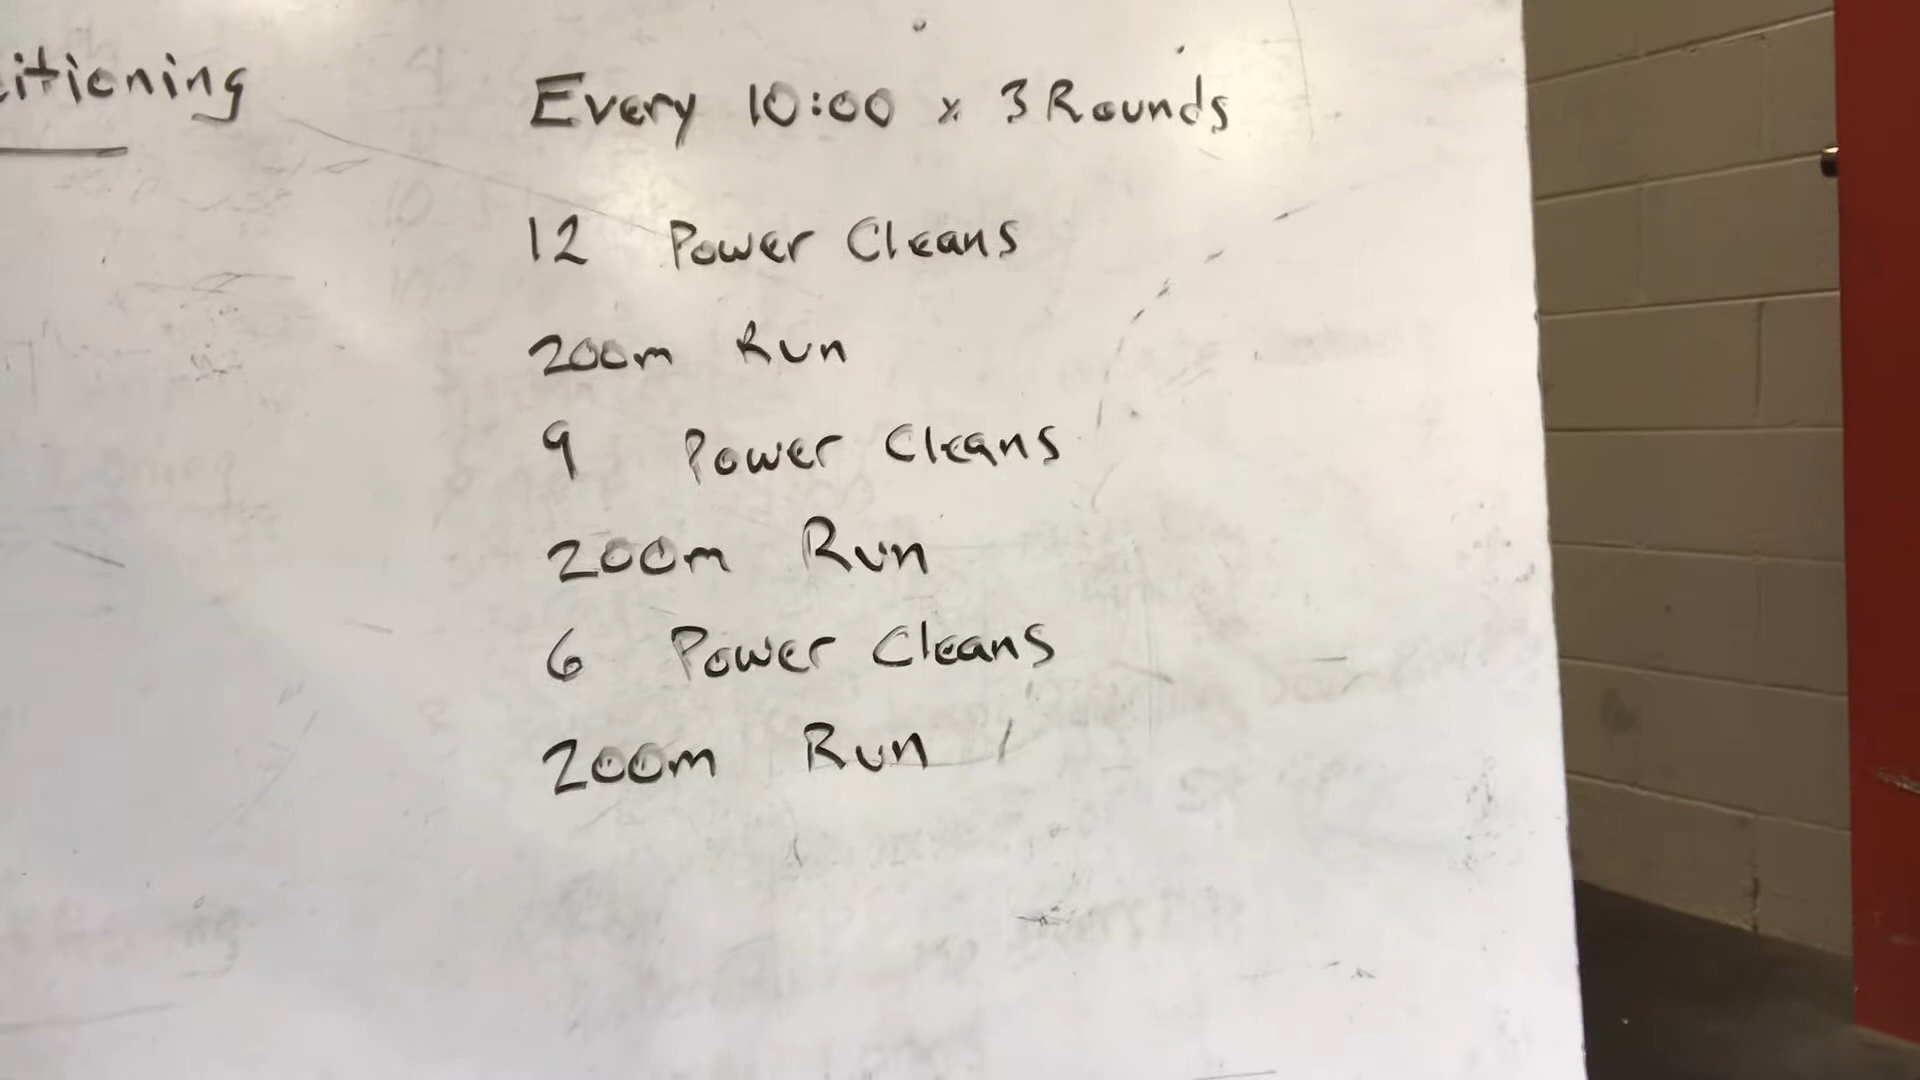 itioning
Every 10:00 x 3 Rounds
12 Power Cleans
200m Run
9 Power Cleans
200m Run
6 Power Cleans
200m Run